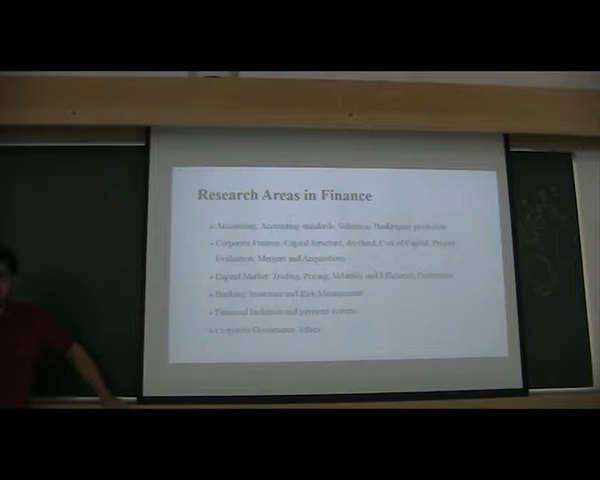 Research Areas in Finance
Accounting: Accounting standards, Valuation, Bankruptcy prediction
Corporate Finance: Capital Structure, dividend, Cost of Capital, Project
Evaluation, Mergers and Acquisitions
Capital Market: Trading, Pricing, Volatility and Efficiency, Derivatives
Banking, Insurance and Risk Management
Financial Inclusion and payment systems
Corporate Governance, Ethics